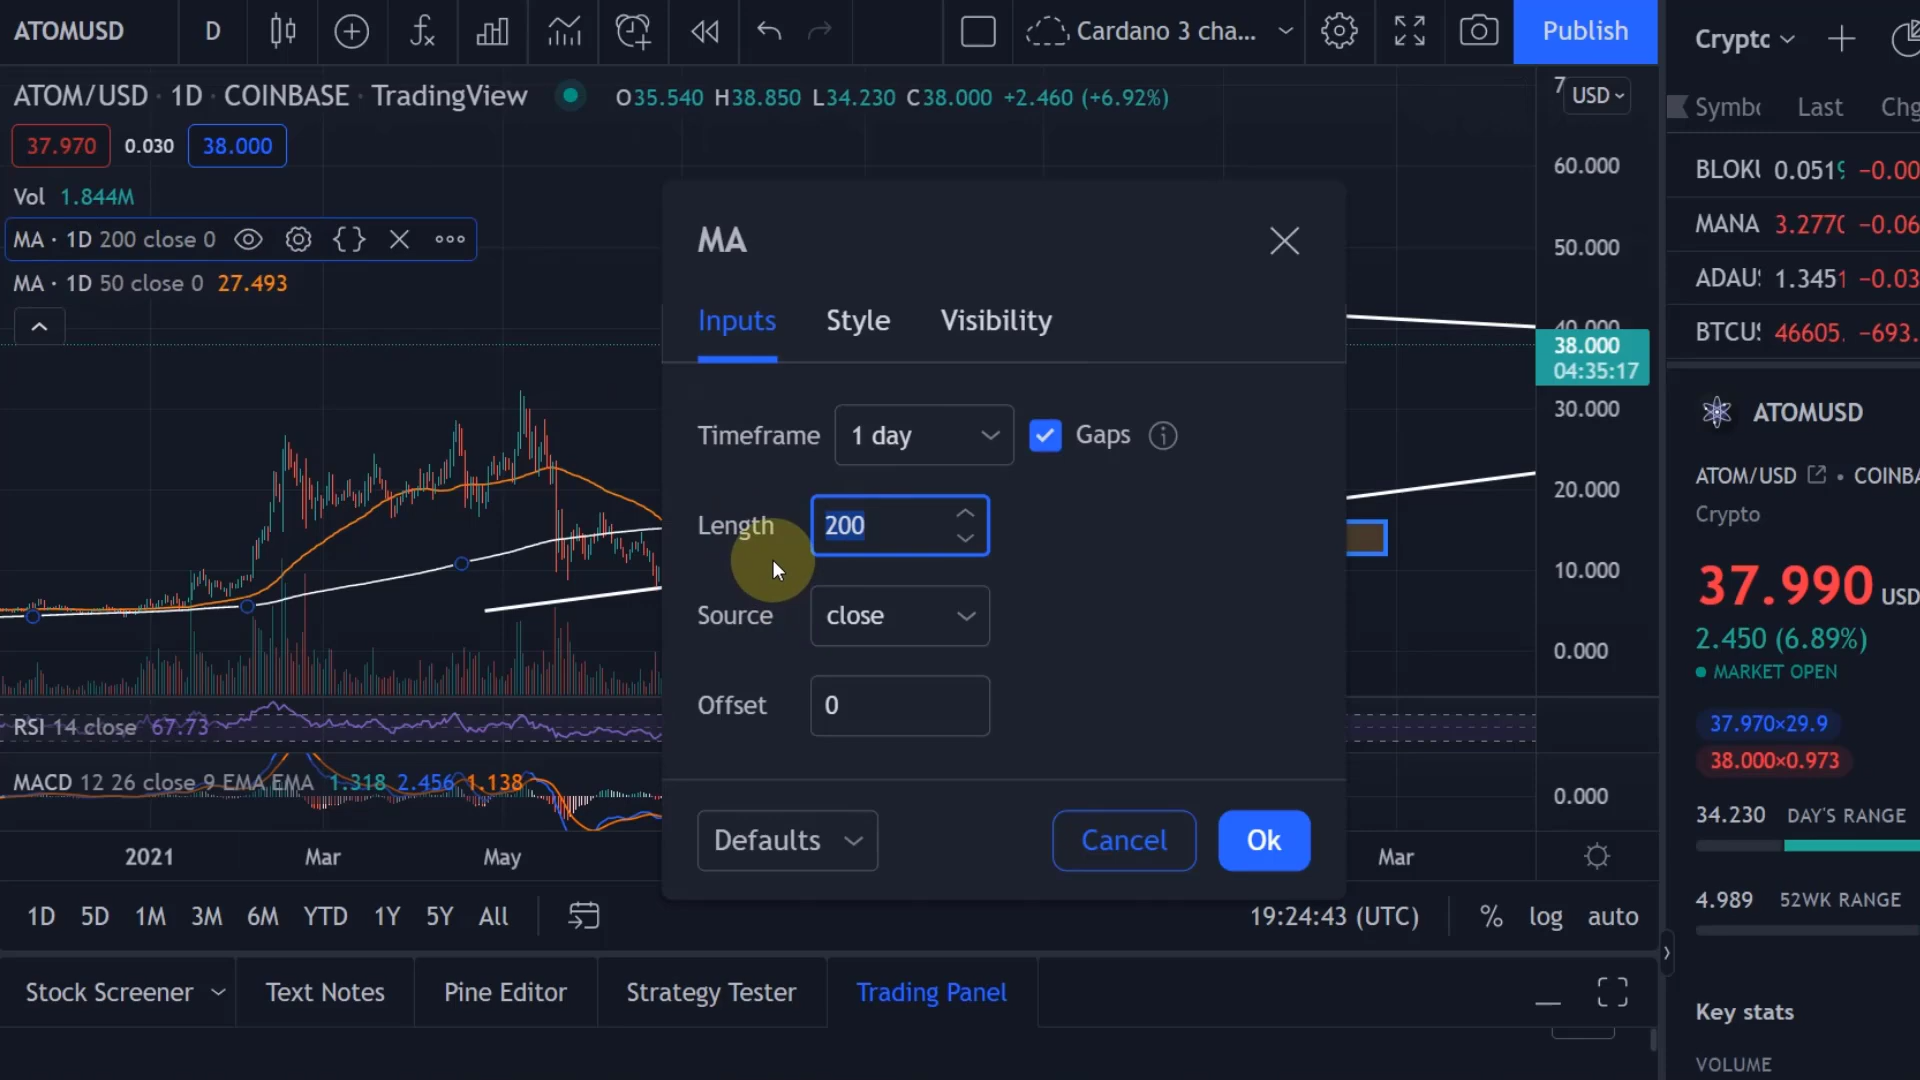 ATOMUSD D Cardano 3 cha... Publish Crypto
ATOM/USD · 1D · COINBASE · TradingView O35.540 H38.850 L34.230 C38.000 +2.460 (+6.92%)
7 USD
Last
37.970 0.030 38.000
Vol 1.844M
MA · 1D 200 close 0
MA · 1D 50 close 0 27.493
60.000
50.000
40.000
38.000
04:35:17
30.000
20.000
10.000
0.000
MA
Inputs Style Visibility
Timeframe 1 day Gaps
Length 200
Source close
Offset 0
Defaults Cancel Ok
RSI 14 close 67.73
MACD 12 26 close 9 EMA EMA 1.318 2.456 1.138
0.000
2021 Mar May Mar
1D 5D 1M 3M 6M YTD 1Y 5Y All 19:24:43 (UTC) % log auto
Stock Screener Text Notes Pine Editor Strategy Tester Trading Panel
0.0519 -0.00
MANA 3.2770 -0.06
1.3451 -0.03
46605. -693.
ATOMUSD
ATOM/USD • COINBA
Crypto
37.990 USD
2.450 (6.89%)
MARKET OPEN
37.970×29.9
38.000×0.973
34.230 DAY'S RANGE
4.989 52WK RANGE
Key stats
VOLUME